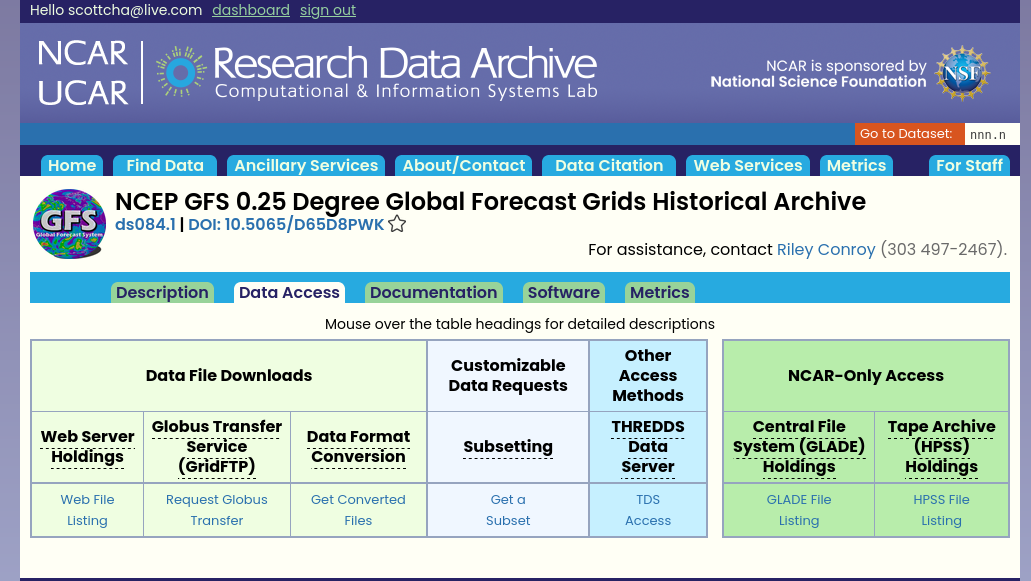 Hello scottcha@live.com dashboard sign out
NCAR
UCAR
Research Data Archive
Computational & Information Systems Lab
NCAR is sponsored by
National Science Foundation
NSF
Go to Dataset: nnn.n
Home Find Data Ancillary Services About/Contact Data Citation Web Services Metrics For Staff
GFS
Global Forecast System
NCEP GFS 0.25 Degree Global Forecast Grids Historical Archive
ds084.1 | DOI: 10.5065/D65D8PWK
For assistance, contact Riley Conroy (303 497-2467).
Description Data Access Documentation Software Metrics
Mouse over the table headings for detailed descriptions
Data File Downloads
Customizable
Data Requests
Other
Access
Methods
NCAR-Only Access
Web Server
Holdings
Globus Transfer
Service
(GridFTP)
Data Format
Conversion
Subsetting
THREDDS
Data
Server
Central File
System (GLADE)
Holdings
Tape Archive
(HPSS)
Holdings
Web File
Listing
Request Globus
Transfer
Get Converted
Files
Get a
Subset
TDS
Access
GLADE File
Listing
HPSS File
Listing